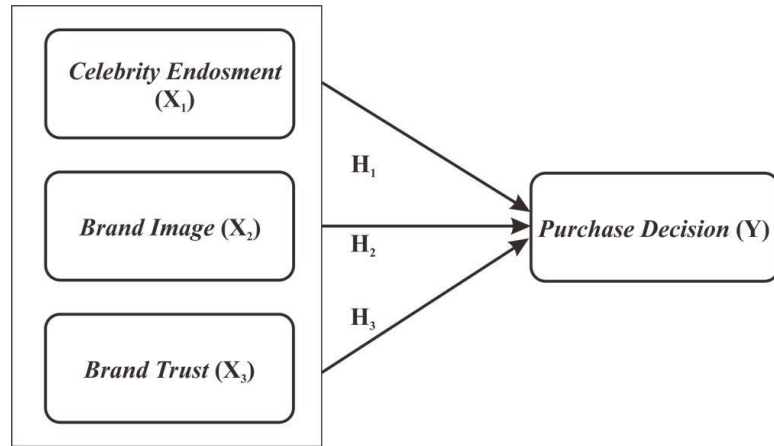 Celebrity Endosment
(X₁)
H₁
Brand Image (X₂)
H₂
Purchase Decision (Y)
H₃
Brand Trust (X₃)